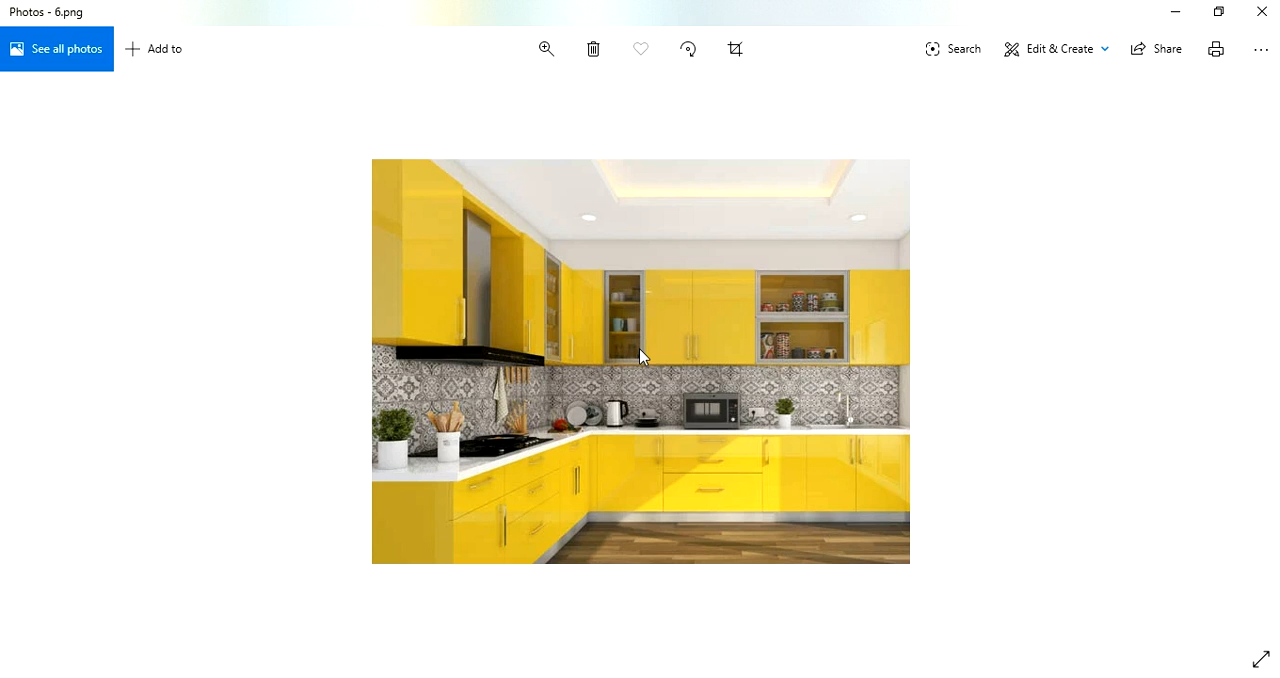 Photos - 6.png
See all photos
Add to
Search
Edit & Create
Share